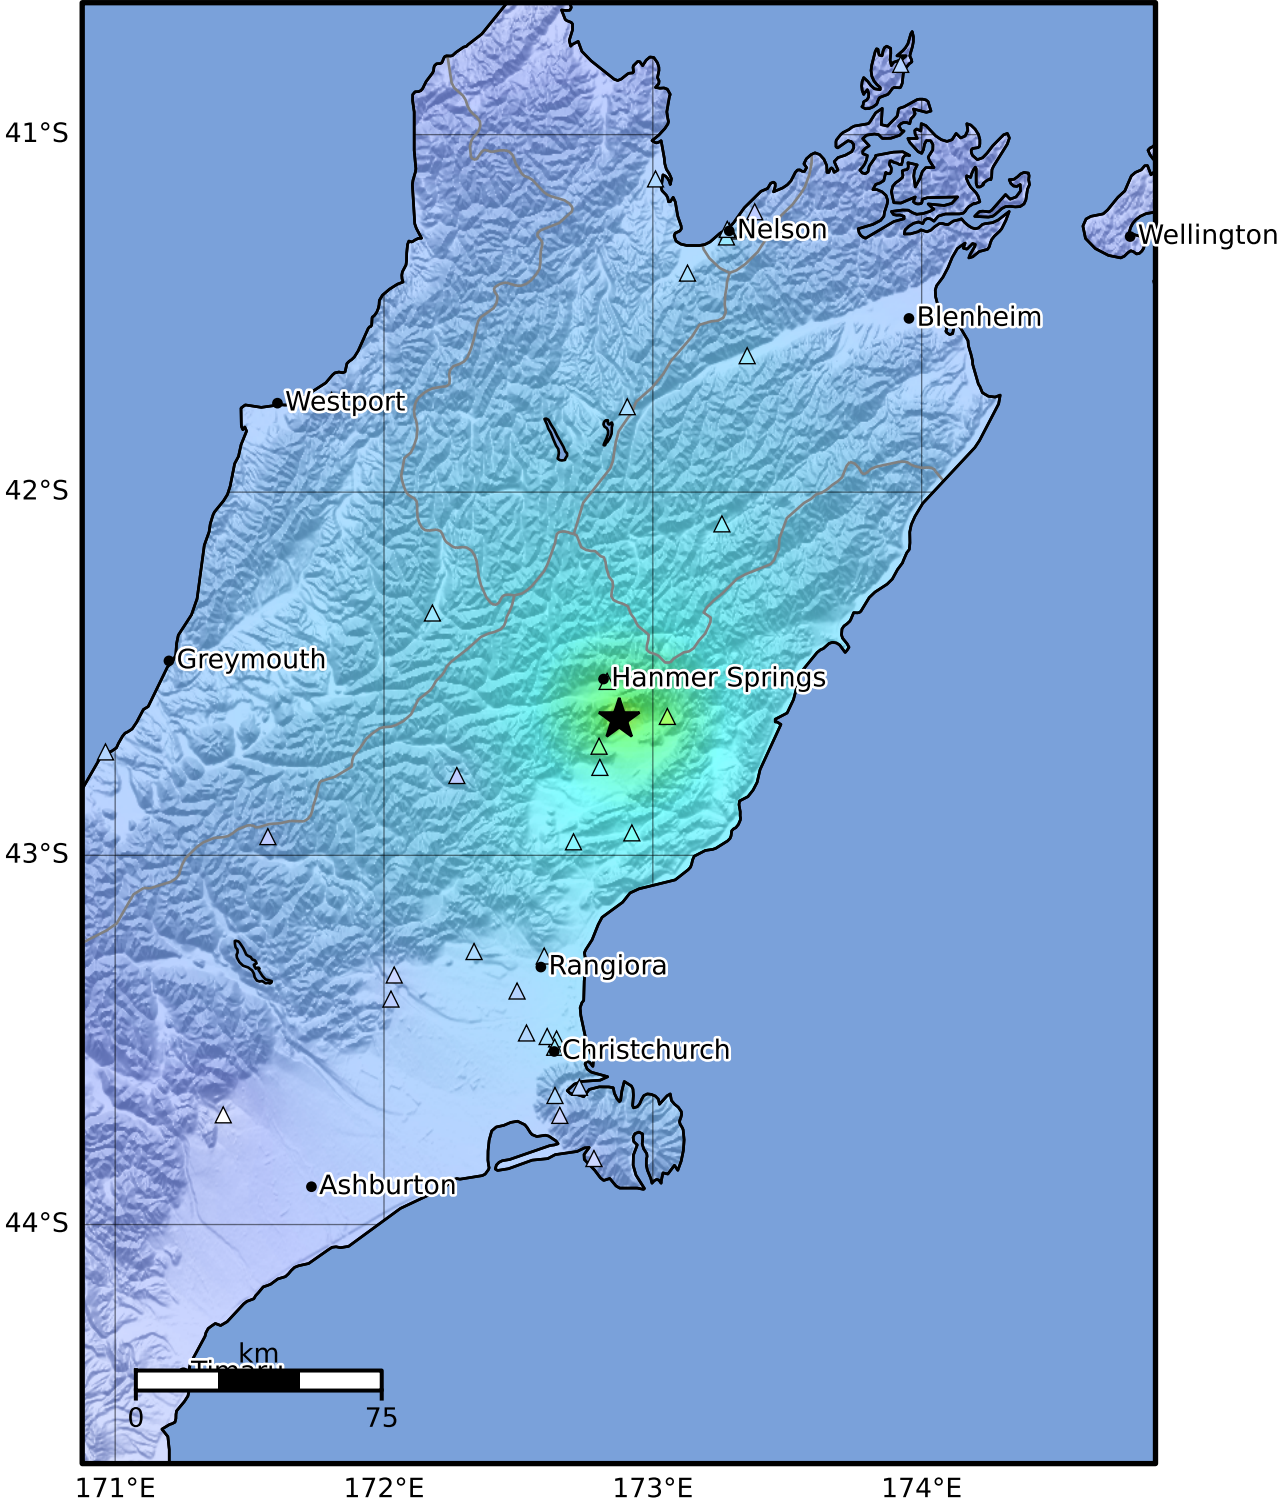 41°S
Nelson
Wellington
Blenheim
Westport
42°S
Greymouth
Hanmer Springs
43°S
Rangiora
Christchurch
Ashburton
44°S
km
Timaru
0 75
171°E 172°E 173°E 174°E